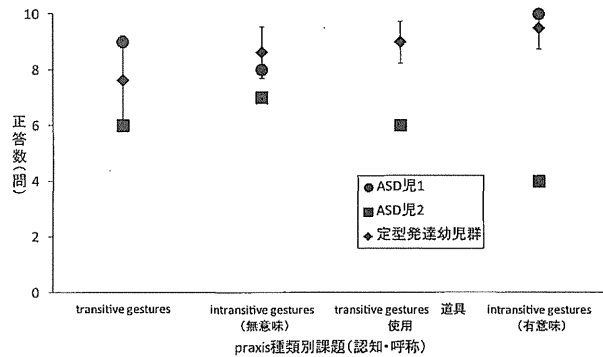 10
8
6
4
2
0
正答数(問)
ASD児1
ASD児2
定型発達幼児群
transitive gestures
intransitive gestures
(無意味)
transitive gestures 道具
使用
intransitive gestures
(有意味)
praxis種類別課題(認知・呼称)